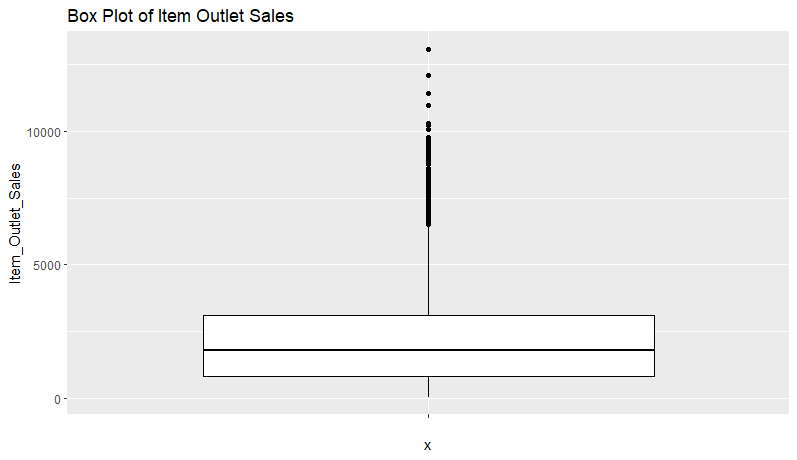 Box Plot of Item Outlet Sales
Item_Outlet_Sales
10000
5000
0
x